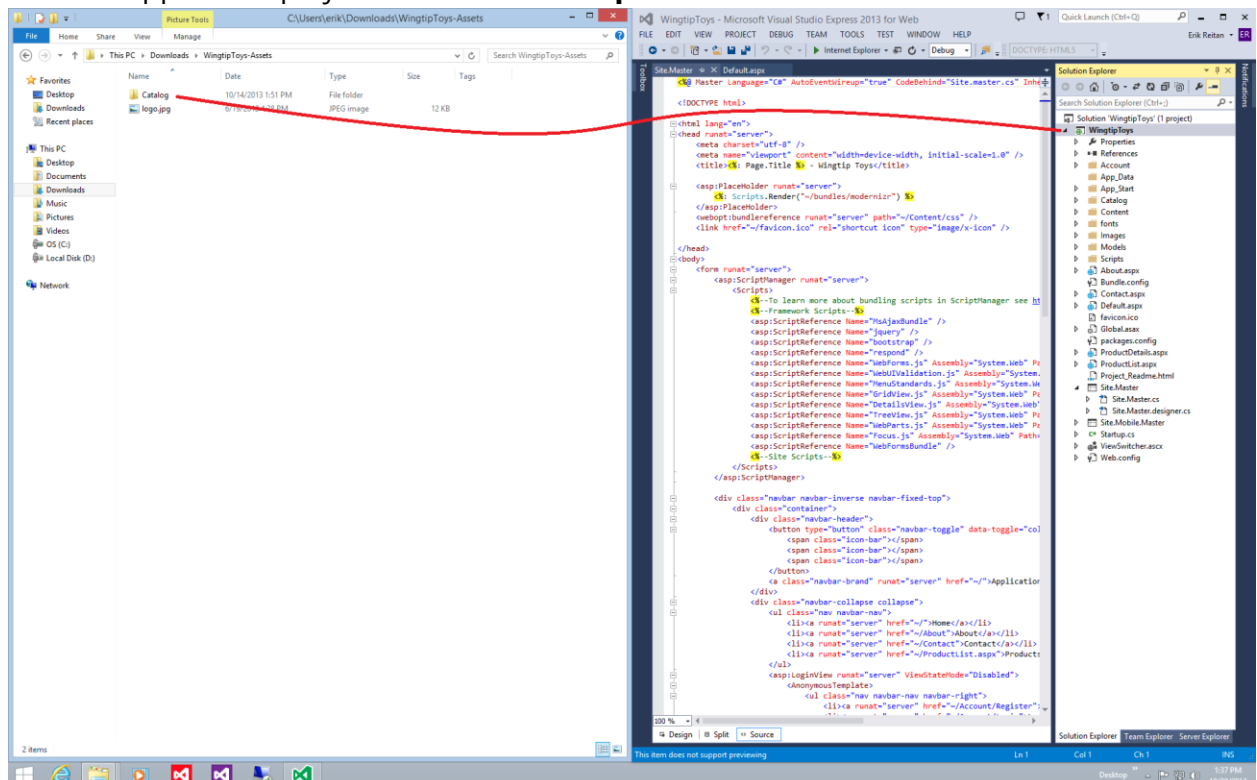 Picture Tools
C:\Users\erik\Downloads\WingtipToys-Assets
File Home Share View Manage
This PC ▸ Downloads ▸ WingtipToys-Assets
Search WingtipToys-Assets
Name Date Type Size Tags
Favorites
Desktop
Downloads
Recent places
This PC
Desktop
Documents
Downloads
Music
Pictures
Videos
OS (C:)
Local Disk (D:)
Network
Catalog 10/14/2013 1:51 PM File folder
logo.jpg JPEG image 12 KB
2 items
WingtipToys - Microsoft Visual Studio Express 2013 for Web
1
Quick Launch (Ctrl+Q)
FILE EDIT VIEW PROJECT DEBUG TEAM TOOLS TEST WINDOW HELP
Erik Reitan ER
Internet Explorer Debug DOCTYPE: HTML5
Toolbox
Site.Master Default.aspx
<%@ Master Language="C#" AutoEventWireup="true" CodeBehind="Site.master.cs" Inhe
<!DOCTYPE html>
<html lang="en">
<head runat="server">
<meta charset="utf-8" />
<meta name="viewport" content="width=device-width, initial-scale=1.0" />
<title><%: Page.Title %> - Wingtip Toys</title>
<asp:PlaceHolder runat="server">
<%: Scripts.Render("~/bundles/modernizr") %>
</asp:PlaceHolder>
<webopt:bundlereference runat="server" path="~/Content/css" />
<link href="~/favicon.ico" rel="shortcut icon" type="image/x-icon" />
</head>
<body>
<form runat="server">
<asp:ScriptManager runat="server">
<Scripts>
<%--To learn more about bundling scripts in ScriptManager see ht
<%--Framework Scripts--%>
<asp:ScriptReference Name="MsAjaxBundle" />
<asp:ScriptReference Name="jquery" />
<asp:ScriptReference Name="bootstrap" />
<asp:ScriptReference Name="respond" />
<asp:ScriptReference Name="WebForms.js" Assembly="System.Web" Pa
<asp:ScriptReference Name="WebUIValidation.js" Assembly="System.
<asp:ScriptReference Name="MenuStandards.js" Assembly="System.We
<asp:ScriptReference Name="GridView.js" Assembly="System.Web" Pa
<asp:ScriptReference Name="DetailsView.js" Assembly="System.Web"
<asp:ScriptReference Name="TreeView.js" Assembly="System.Web" Pa
<asp:ScriptReference Name="WebParts.js" Assembly="System.Web" Pa
<asp:ScriptReference Name="Focus.js" Assembly="System.Web" Path=
<asp:ScriptReference Name="WebFormsBundle" />
<%--Site Scripts--%>
</Scripts>
</asp:ScriptManager>
<div class="navbar navbar-inverse navbar-fixed-top">
<div class="container">
<div class="navbar-header">
<button type="button" class="navbar-toggle" data-toggle="col
<span class="icon-bar"></span>
<span class="icon-bar"></span>
<span class="icon-bar"></span>
</button>
<a class="navbar-brand" runat="server" href="~/">Application
</div>
<div class="navbar-collapse collapse">
<ul class="nav navbar-nav">
<li><a runat="server" href="~/">Home</a></li>
<li><a runat="server" href="~/About">About</a></li>
<li><a runat="server" href="~/Contact">Contact</a></li>
<li><a runat="server" href="~/ProductList.aspx">Products
</ul>
<asp:LoginView runat="server" ViewStateMode="Disabled">
<AnonymousTemplate>
<ul class="nav navbar-nav navbar-right">
<li><a runat="server" href="~/Account/Register">
100 %
Design Split Source
Solution Explorer
Search Solution Explorer (Ctrl+;)
Solution 'WingtipToys' (1 project)
WingtipToys
Properties
References
Account
App_Data
App_Start
Catalog
Content
fonts
Images
Models
Scripts
About.aspx
Bundle.config
Contact.aspx
Default.aspx
favicon.ico
Global.asax
packages.config
ProductDetails.aspx
ProductList.aspx
Project_Readme.html
Site.Master
Site.Master.cs
Site.Master.designer.cs
Site.Mobile.Master
Startup.cs
ViewSwitcher.ascx
Web.config
Solution Explorer Team Explorer Server Explorer
Notifications
This item does not support previewing Ln 1 Col 1 Ch 1 INS
Desktop 1:37 PM